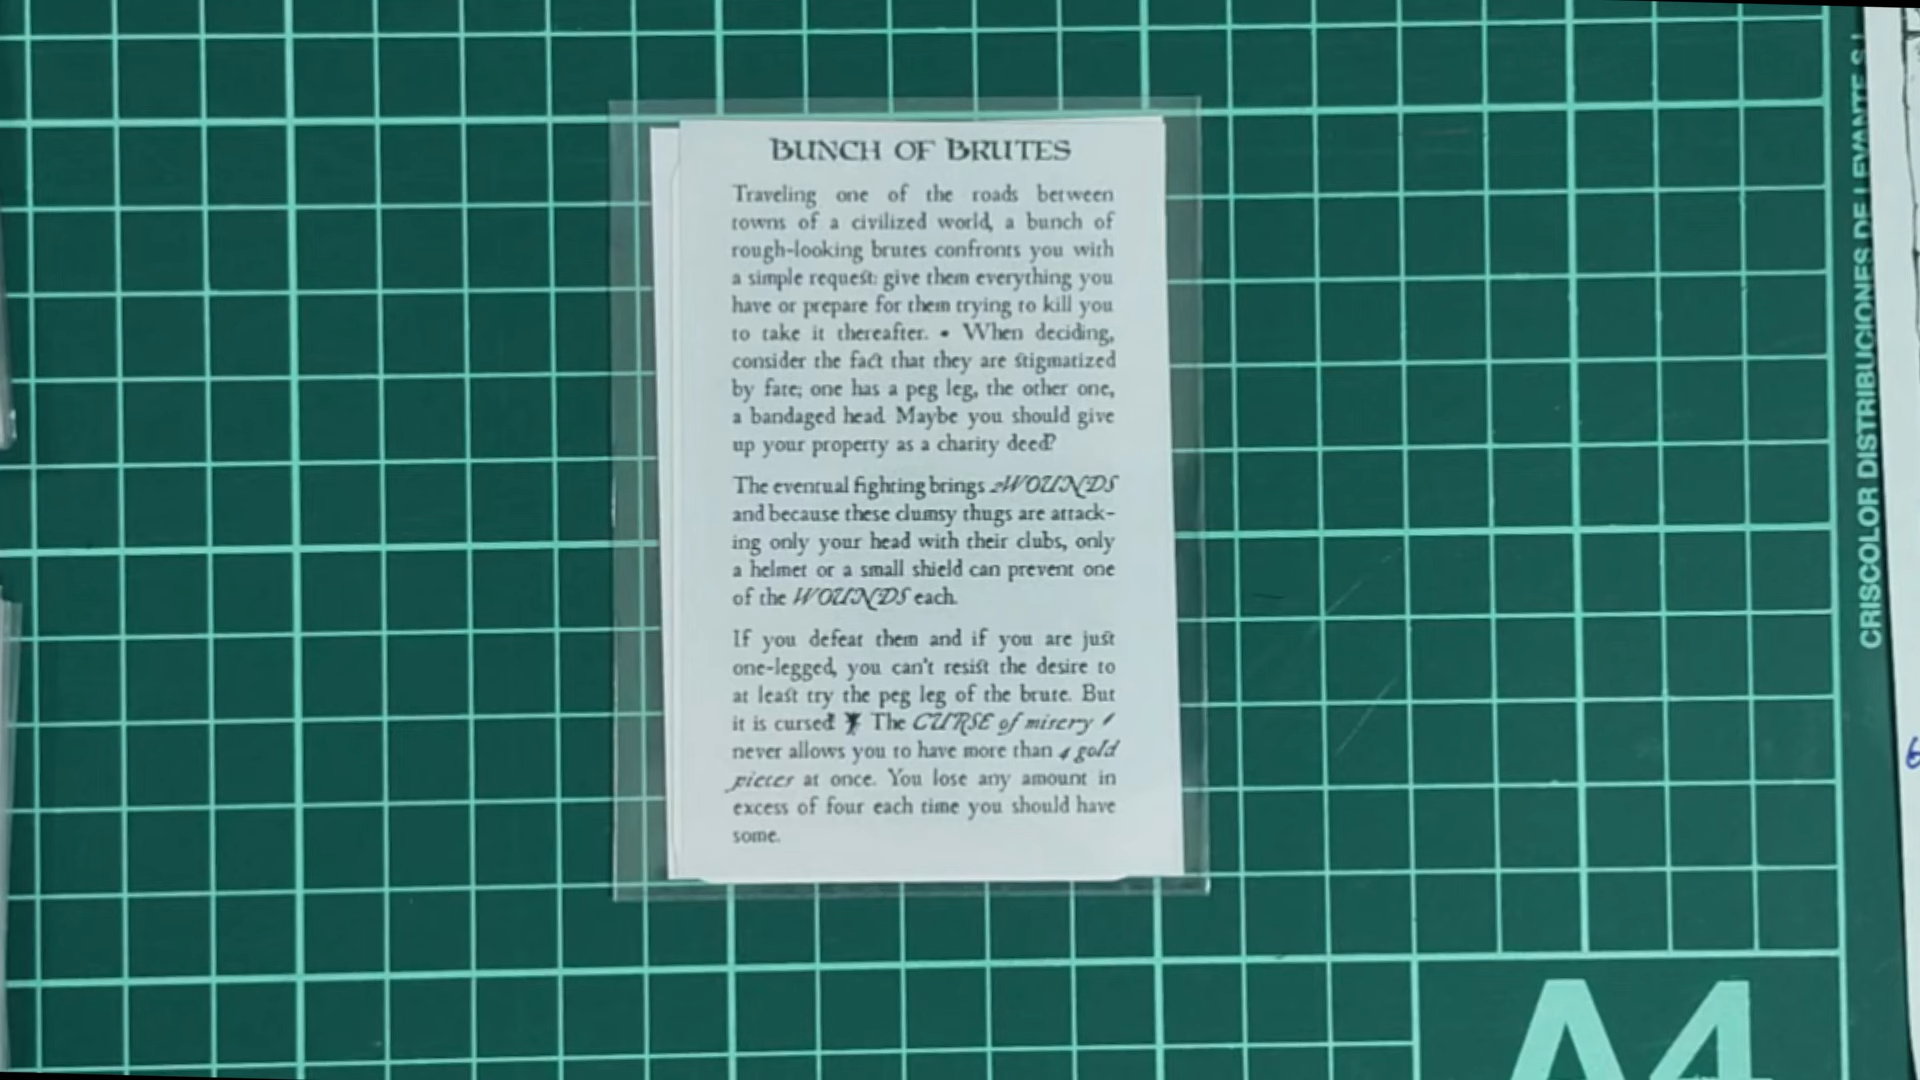 BUNCH OF BRUTES
Traveling one of the roads between
towns of a civilized world, a bunch of
rough-looking brutes confronts you with
a simple request: give them everything you
have or prepare for them trying to kill you
to take it thereafter. • When deciding,
consider the fact that they are stigmatized
by fate; one has a peg leg, the other one,
a bandaged head. Maybe you should give
up your property as a charity deed?
The eventual fighting brings 2 WOUNDS
and because these clumsy thugs are attack-
ing only your head with their clubs, only
a helmet or a small shield can prevent one
of the WOUNDS each.
If you defeat them and if you are just
one-legged, you can't resist the desire to
at least try the peg leg of the brute. But
it is cursed The CURSE of misery
never allows you to have more than 4 gold
pieces at once. You lose any amount in
excess of four each time you should have
some.
CRISCOLOR DISTRIBUCIONES DE LEVANTE S.L
A4